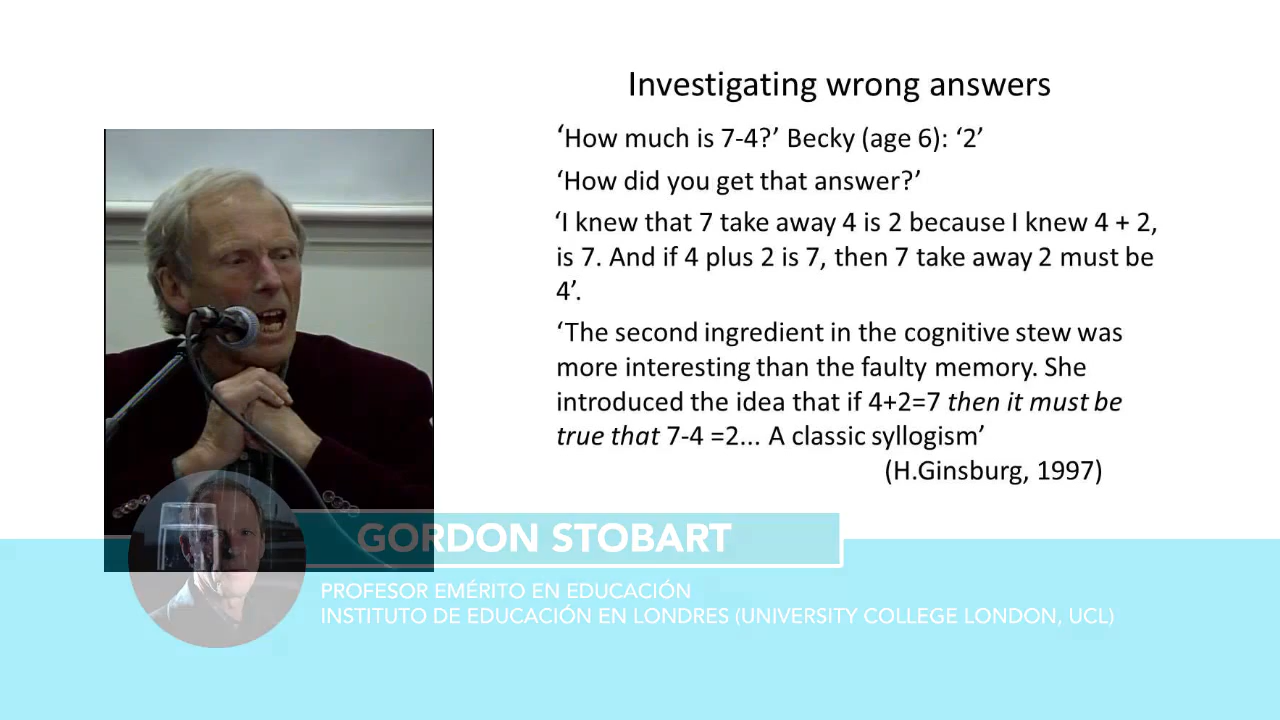 Investigating wrong answers
‘How much is 7-4?’ Becky (age 6): ‘2’
‘How did you get that answer?’
‘I knew that 7 take away 4 is 2 because I knew 4 + 2,
is 7. And if 4 plus 2 is 7, then 7 take away 2 must be
4’.
‘The second ingredient in the cognitive stew was
more interesting than the faulty memory. She
introduced the idea that if 4+2=7 then it must be
true that 7-4 =2... A classic syllogism’
(H.Ginsburg, 1997)
GORDON STOBART
PROFESOR EMÉRITO EN EDUCACIÓN
INSTITUTO DE EDUCACIÓN EN LONDRES (UNIVERSITY COLLEGE LONDON, UCL)